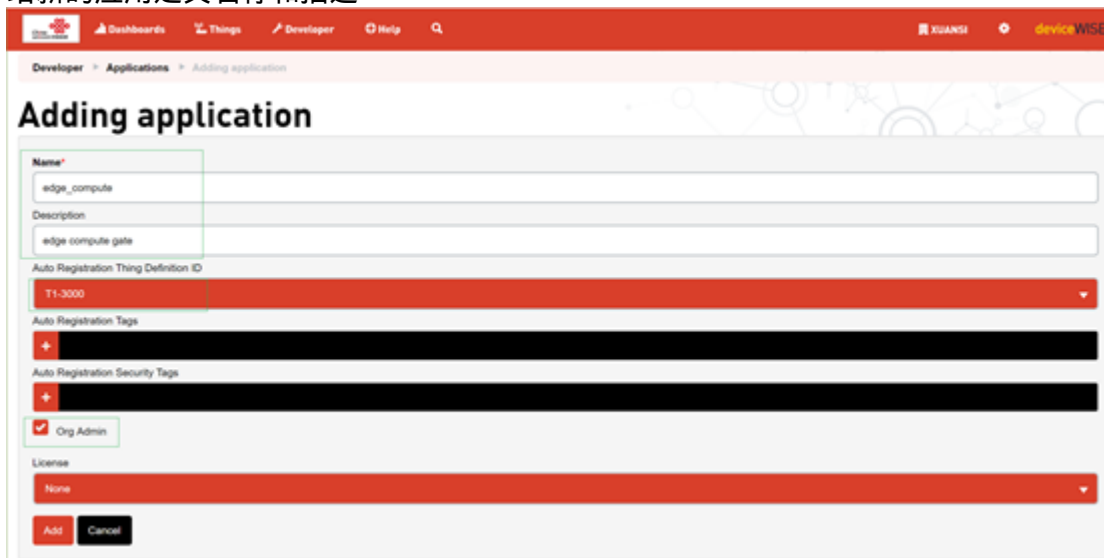 Dashboards Things Developer Help XUANSI deviceWISE
Developer > Applications > Adding application
Adding application
Name*
edge_compute
Description
edge compute gate
Auto Registration Thing Definition ID
T1-3000
Auto Registration Tags
+
Auto Registration Security Tags
+
Org Admin
License
None
Add Cancel